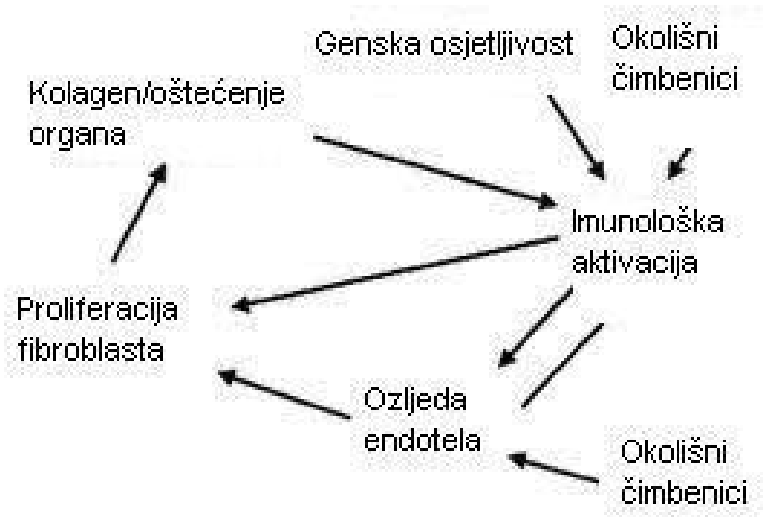 Genska osjetljivost
Okolišni
čimbenici
Kolagen/oštećenje
organa
Imunološka
aktivacija
Proliferacija
fibroblasta
Ozljeda
endotela
Okolišni
čimbenici